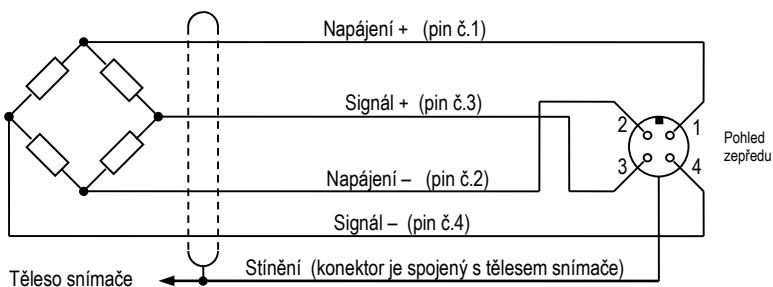 Napájení + (pin č.1)
Signál + (pin č.3)
2 1
Pohled
zepředu
3 4
Napájení – (pin č.2)
Signál – (pin č.4)
Stínění (konektor je spojený s tělesem snímače)
Těleso snímače